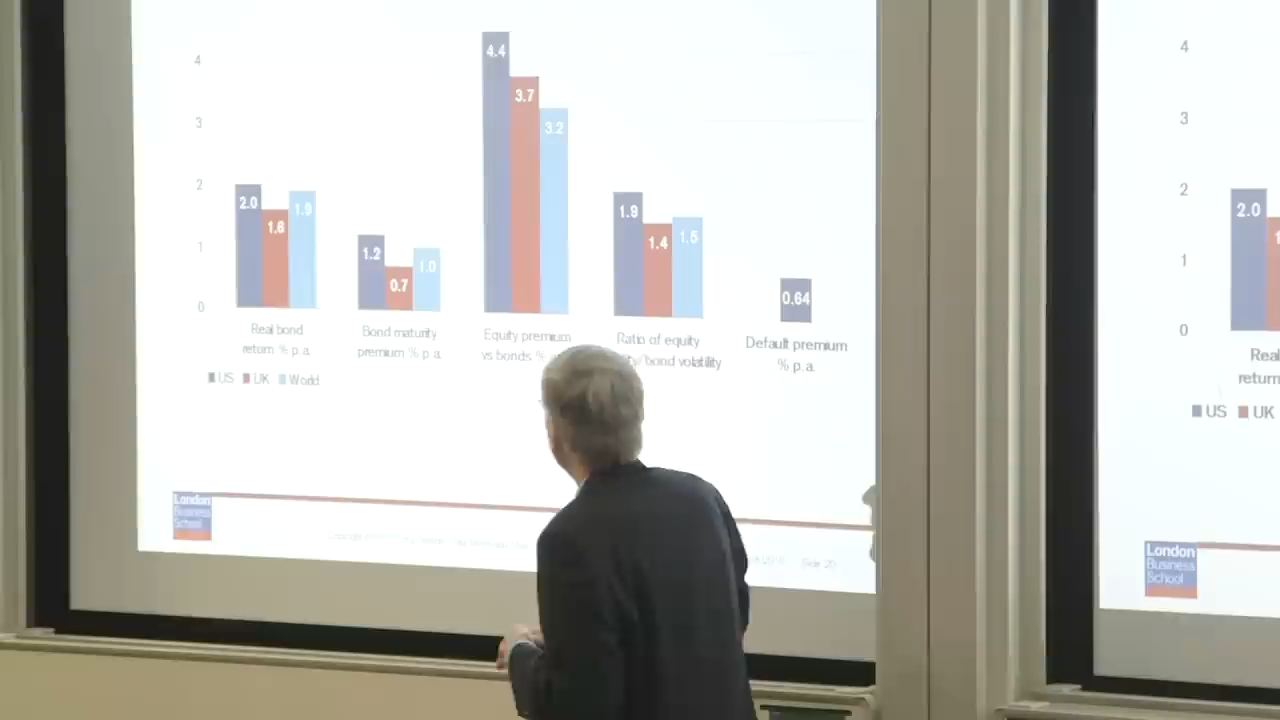 4
3
2
1
0
4.4
3.7
3.2
2.0
1.6
1.9
1.2
0.7
1.0
1.9
1.4
1.5
0.64
Real bond
return % p.a.
Bond maturity
premium % p.a.
Equity premium
vs bonds %
Ratio of equity
/bond volatility
Default premium
% p.a.
US UK World
London
Business
School
Slide 20
4
3
2
1
0
2.0
Real
return
US UK
London
Business
School